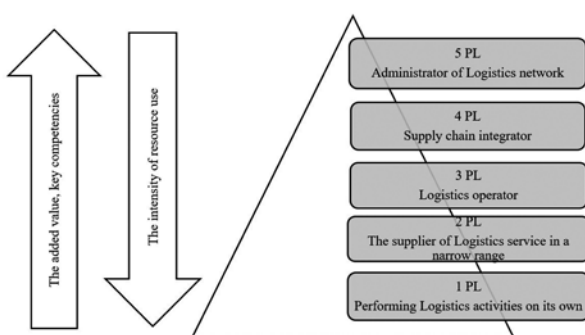 The added value, key competencies
The intensity of resource use
5 PL
Administrator of Logistics network
4 PL
Supply chain integrator
3 PL
Logistics operator
2 PL
The supplier of Logistics service in a
narrow range
1 PL
Performing Logistics activities on its own